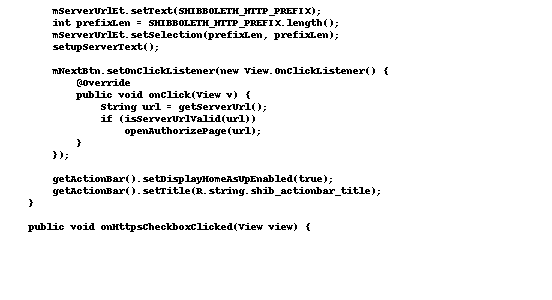 mServerUrlEt.setText(SHIBBOLETH_HTTP_PREFIX);
int prefixLen = SHIBBOLETH_HTTP_PREFIX.length();
mServerUrlEt.setSelection(prefixLen, prefixLen);
setupServerText();
mNextBtn.setOnClickListener(new View.OnClickListener() {
@Override
public void onClick(View v) {
String url = getServerUrl();
if (isServerUrlValid(url))
openAuthorizePage(url);
}
});
getActionBar().setDisplayHomeAsUpEnabled(true);
getActionBar().setTitle(R.string.shib_actionbar_title);
}
public void onHttpsCheckboxClicked(View view) {